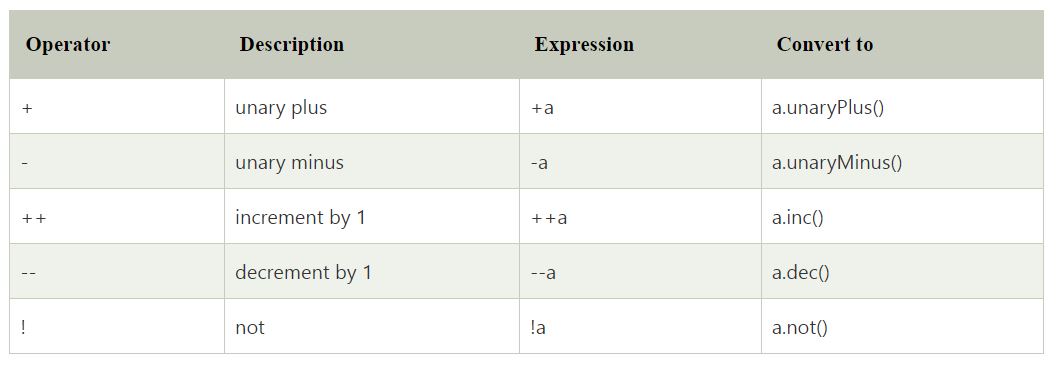 Operator Description Expression Convert to
+ unary plus +a a.unaryPlus()
- unary minus -a a.unaryMinus()
++ increment by 1 ++a a.inc()
-- decrement by 1 --a a.dec()
! not !a a.not()